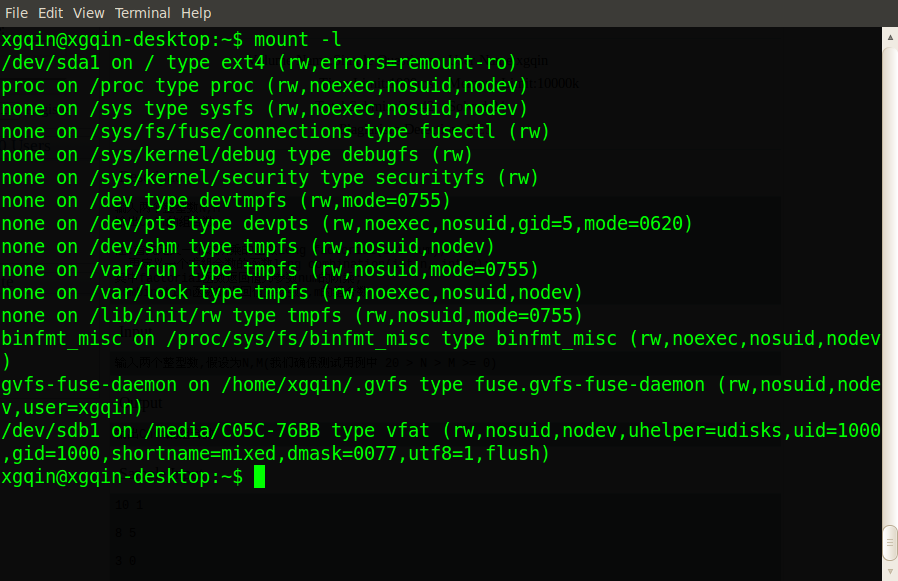 File Edit View Terminal Help
xgqin@xgqin-desktop:~$ mount -l
/dev/sda1 on / type ext4 (rw,errors=remount-ro)
proc on /proc type proc (rw,noexec,nosuid,nodev)
none on /sys type sysfs (rw,noexec,nosuid,nodev)
none on /sys/fs/fuse/connections type fusectl (rw)
none on /sys/kernel/debug type debugfs (rw)
none on /sys/kernel/security type securityfs (rw)
none on /dev type devtmpfs (rw,mode=0755)
none on /dev/pts type devpts (rw,noexec,nosuid,gid=5,mode=0620)
none on /dev/shm type tmpfs (rw,nosuid,nodev)
none on /var/run type tmpfs (rw,nosuid,mode=0755)
none on /var/lock type tmpfs (rw,noexec,nosuid,nodev)
none on /lib/init/rw type tmpfs (rw,nosuid,mode=0755)
binfmt_misc on /proc/sys/fs/binfmt_misc type binfmt_misc (rw,noexec,nosuid,nodev
)
gvfs-fuse-daemon on /home/xgqin/.gvfs type fuse.gvfs-fuse-daemon (rw,nosuid,node
v,user=xgqin)
/dev/sdb1 on /media/C05C-76BB type vfat (rw,nosuid,nodev,uhelper=udisks,uid=1000
,gid=1000,shortname=mixed,dmask=0077,utf8=1,flush)
xgqin@xgqin-desktop:~$